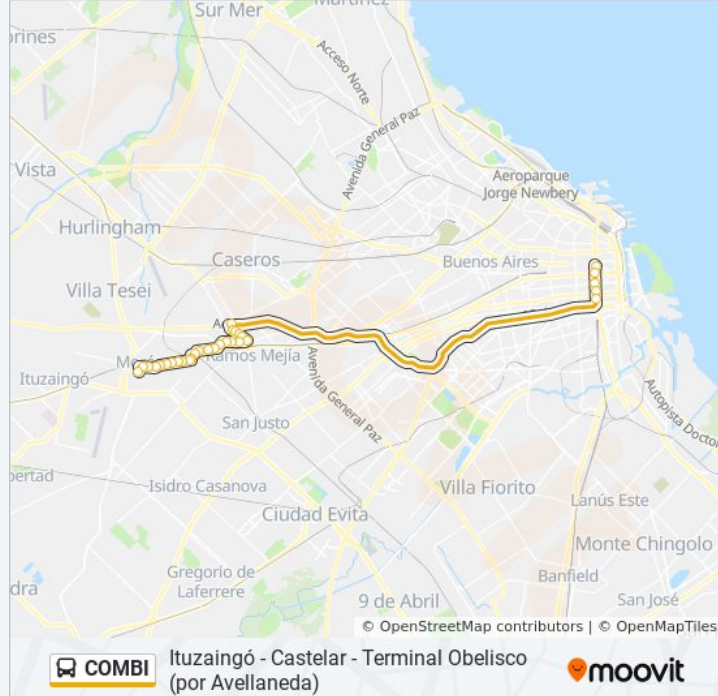 Sur Mer
Martínez
Acceso Norte
Avenida General Paz
Vista
Aeroparque
Jorge Newbery
Hurlingham
Caseros
Buenos Aires
Villa Tesei
Ramos Mejía
Ituzaingó
Avenida General Paz
San Justo
Autopista Doctor
Isidro Casanova
Villa Fiorito
Lanús Este
Ciudad Evita
Monte Chingolo
Gregorio de
Laferrere
Banfield
9 de Abril
San José
© OpenStreetMap contributors | © OpenMapTiles
COMBI
Ituzaingó - Castelar - Terminal Obelisco
(por Avellaneda)
moovit